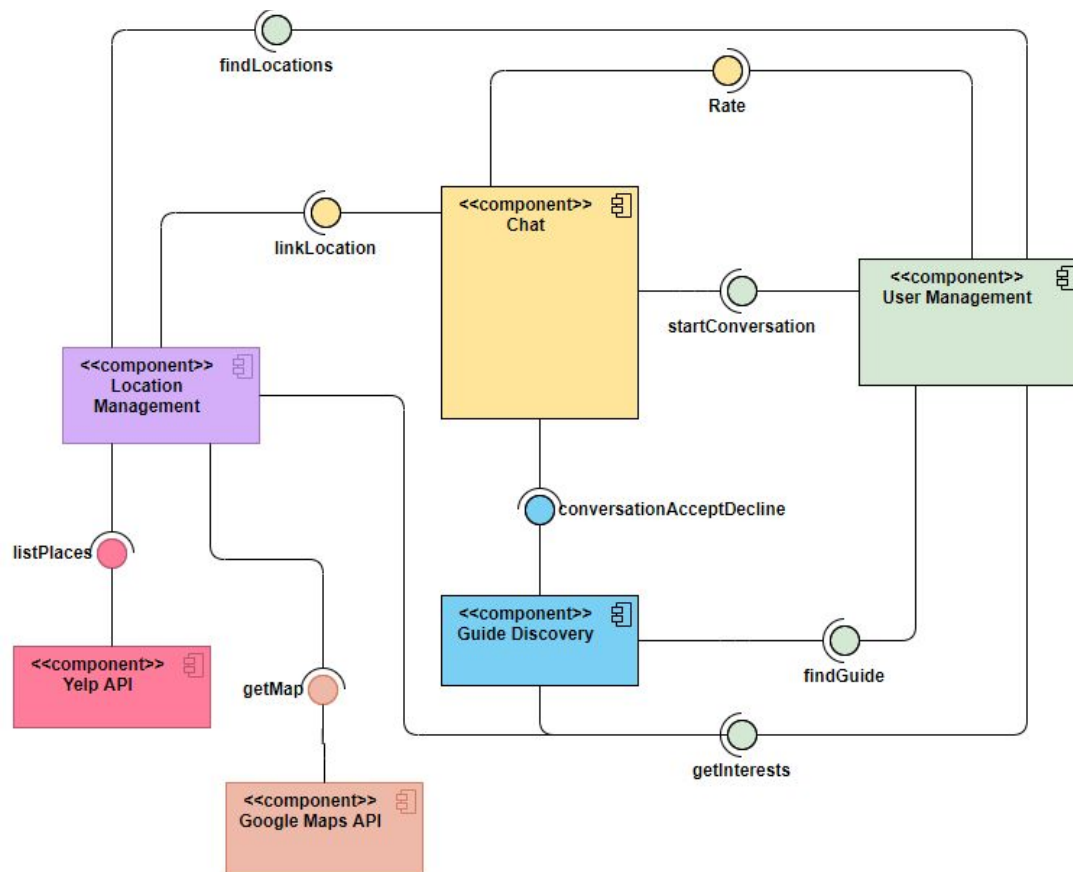 findLocations
Rate
<<component>>
Chat
linkLocation
<<component>>
User Management
startConversation
<<component>>
Location
Management
conversationAcceptDecline
listPlaces
<<component>>
Guide Discovery
<<component>>
Yelp API
findGuide
getMap
getInterests
<<component>>
Google Maps API